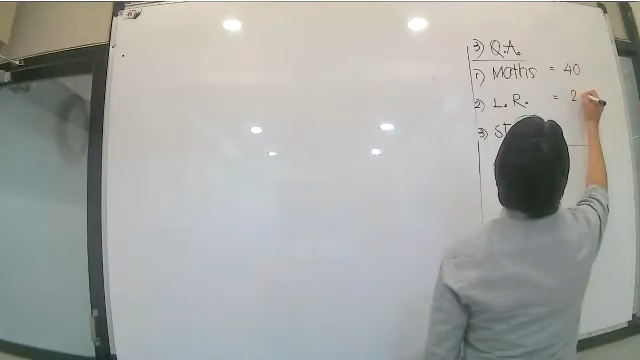 3) Q.A.
1) Maths = 40
2) L.R. = 2
3) ST